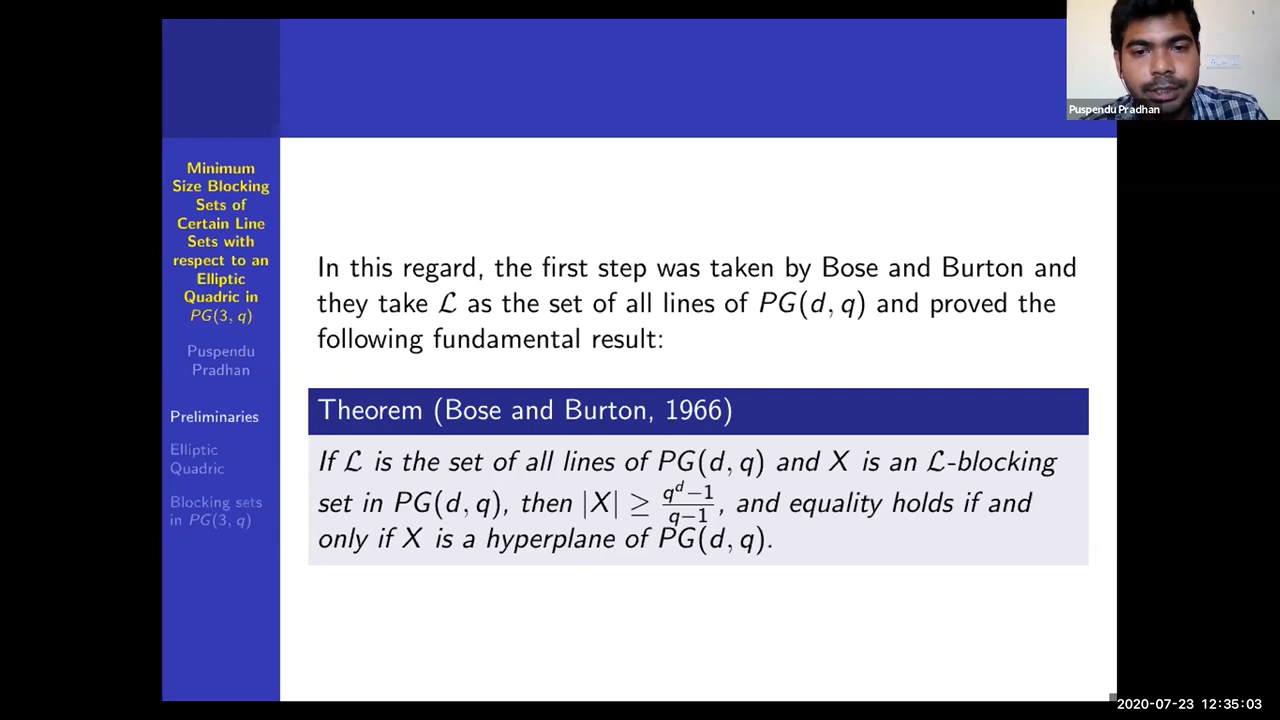 Puspendu Pradhan
Minimum
Size Blocking
Sets of
Certain Line
Sets with
respect to an
Elliptic
Quadric in
PG(3, q)
Puspendu
Pradhan
Preliminaries
Elliptic
Quadric
Blocking sets
in PG(3, q)
In this regard, the first step was taken by Bose and Burton and
they take ℒ as the set of all lines of PG(d, q) and proved the
following fundamental result:
Theorem (Bose and Burton, 1966)
If ℒ is the set of all lines of PG(d, q) and X is an ℒ-blocking
set in PG(d, q), then |X| ≥ (q^d−1)/(q−1), and equality holds if and
only if X is a hyperplane of PG(d, q).
2020-07-23 12:35:03